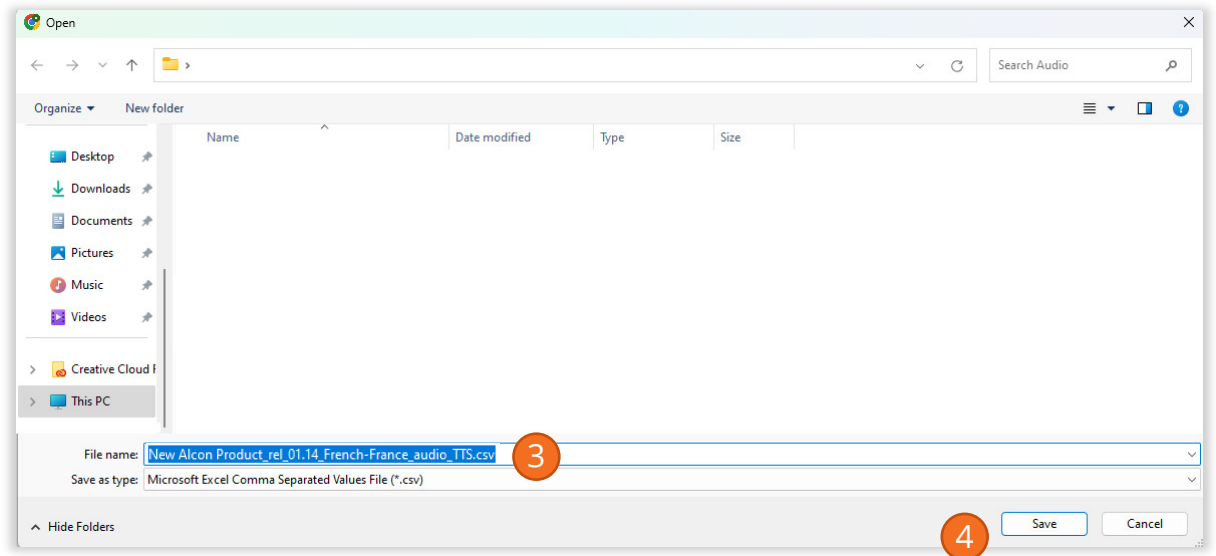 Open
Search Audio
Organize New folder
Name Date modified Type Size
Desktop
Downloads
Documents
Pictures
Music
Videos
Creative Cloud F
This PC
File name: New Alcon Product_rel_01.14_French-France_audio_TTS.csv 3
Save as type: Microsoft Excel Comma Separated Values File (*.csv)
Hide Folders 4 Save Cancel